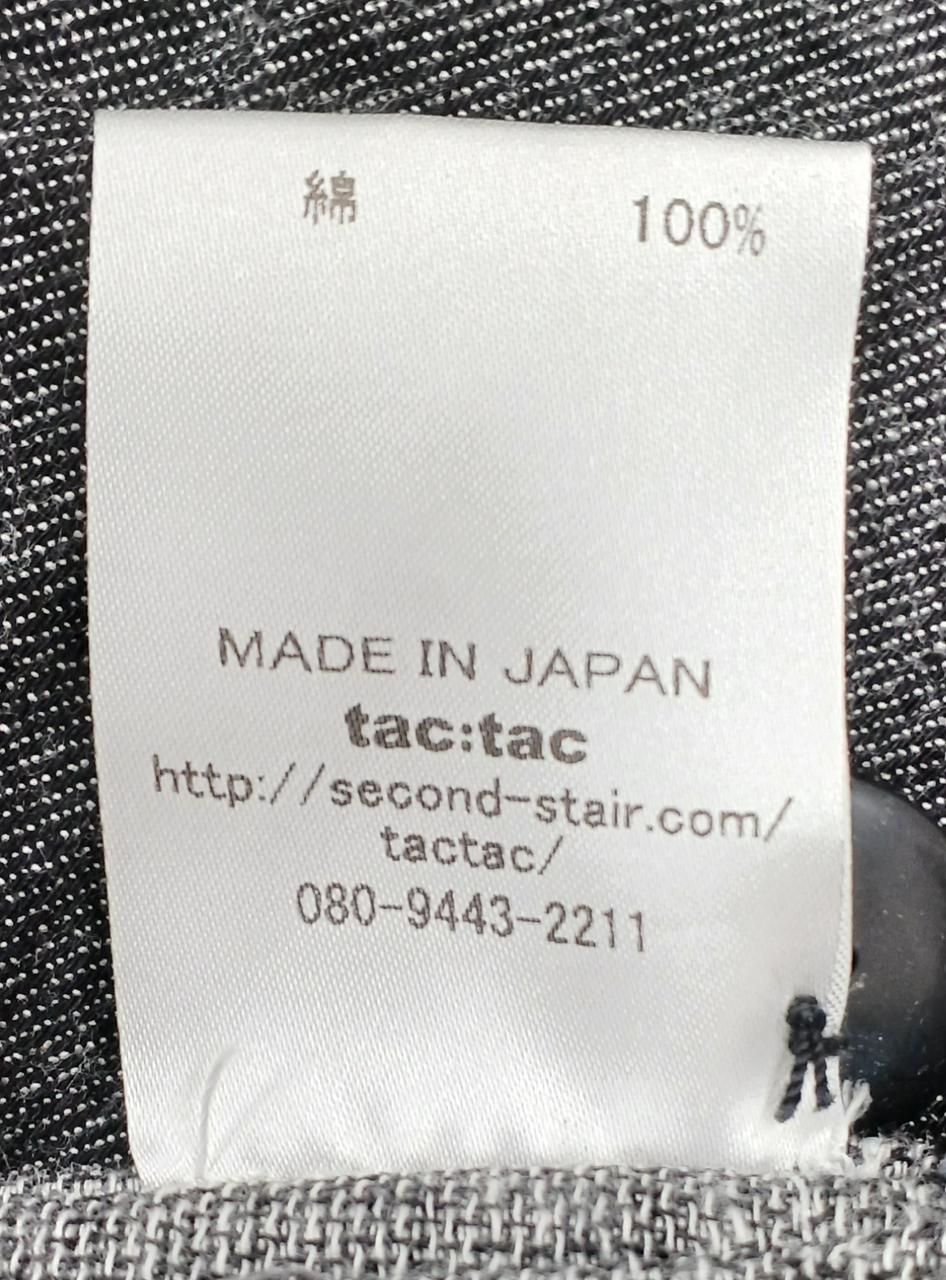 綿 100%
MADE IN JAPAN
tac:tac
http://second-stair.com/
tactac/
080-9443-2211